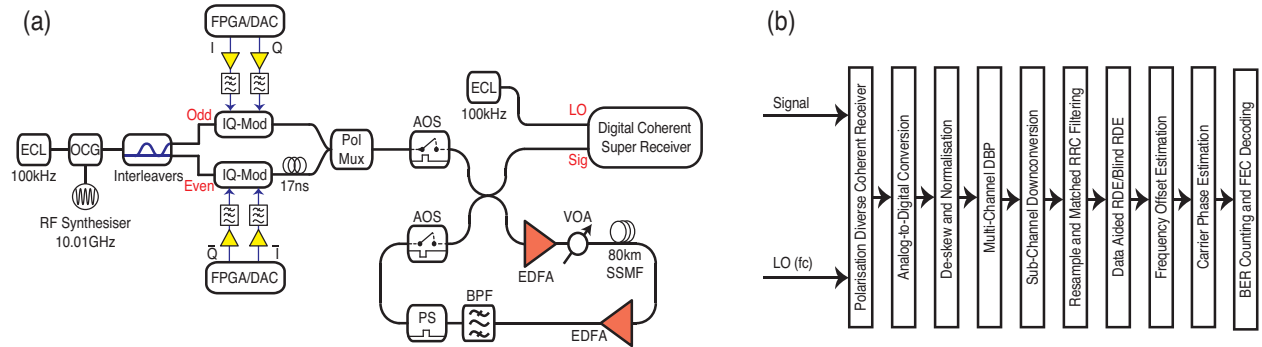 (a)
FPGA/DAC
I
Q
Odd
IQ-Mod
ECL
100kHz
OCG
Interleavers
RF Synthesiser
10.01GHz
Even
IQ-Mod
17ns
Q̅
I̅
FPGA/DAC
Pol
Mux
AOS
ECL
100kHz
LO
Sig
Digital Coherent
Super Receiver
AOS
EDFA
VOA
80km
SSMF
PS
BPF
EDFA
(b)
Signal
LO (fc)
Polarisation Diverse Coherent Receiver
Analog-to-Digital Conversion
De-skew and Normalisation
Multi-Channel DBP
Sub-Channel Downconversion
Resample and Matched RRC Filtering
Data Aided RDE/Blind RDE
Frequency Offset Estimation
Carrier Phase Estimation
BER Counting and FEC Decoding